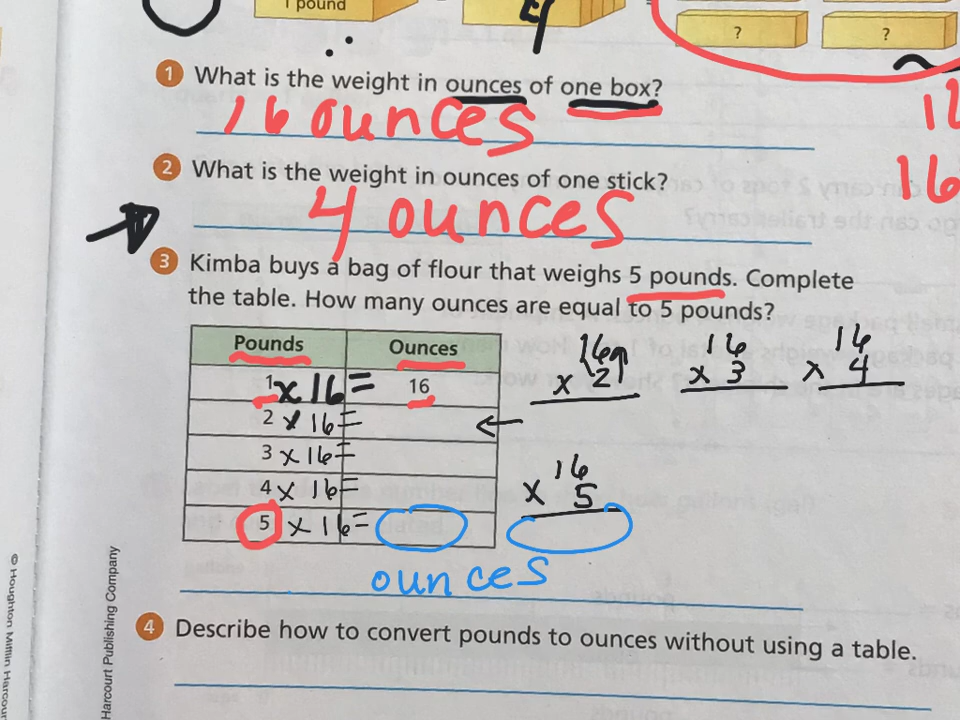 1 pound
4
? ?
1 What is the weight in ounces of one box?
16 ounces
16
2 What is the weight in ounces of one stick?
4 ounces
3 Kimba buys a bag of flour that weighs 5 pounds. Complete
the table. How many ounces are equal to 5 pounds?
Pounds Ounces
1 x 16 = 16
2 x 16 =
3 x 16 =
4 x 16 =
5 x 16 =
16
x 2
16
x 3
16
x 4
16
x 5
ounces
4 Describe how to convert pounds to ounces without using a table.
Harcourt Publishing Company
© Houghton Mifflin Harcour